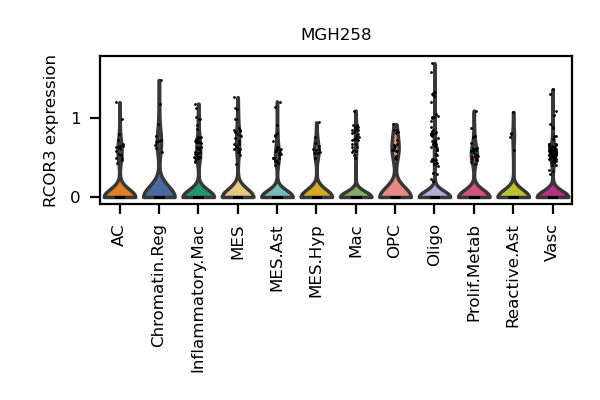 MGH258
RCOR3 expression
1
0
AC
Chromatin.Reg
Inflammatory.Mac
MES
MES.Ast
MES.Hyp
Mac
OPC
Oligo
Prolif.Metab
Reactive.Ast
Vasc